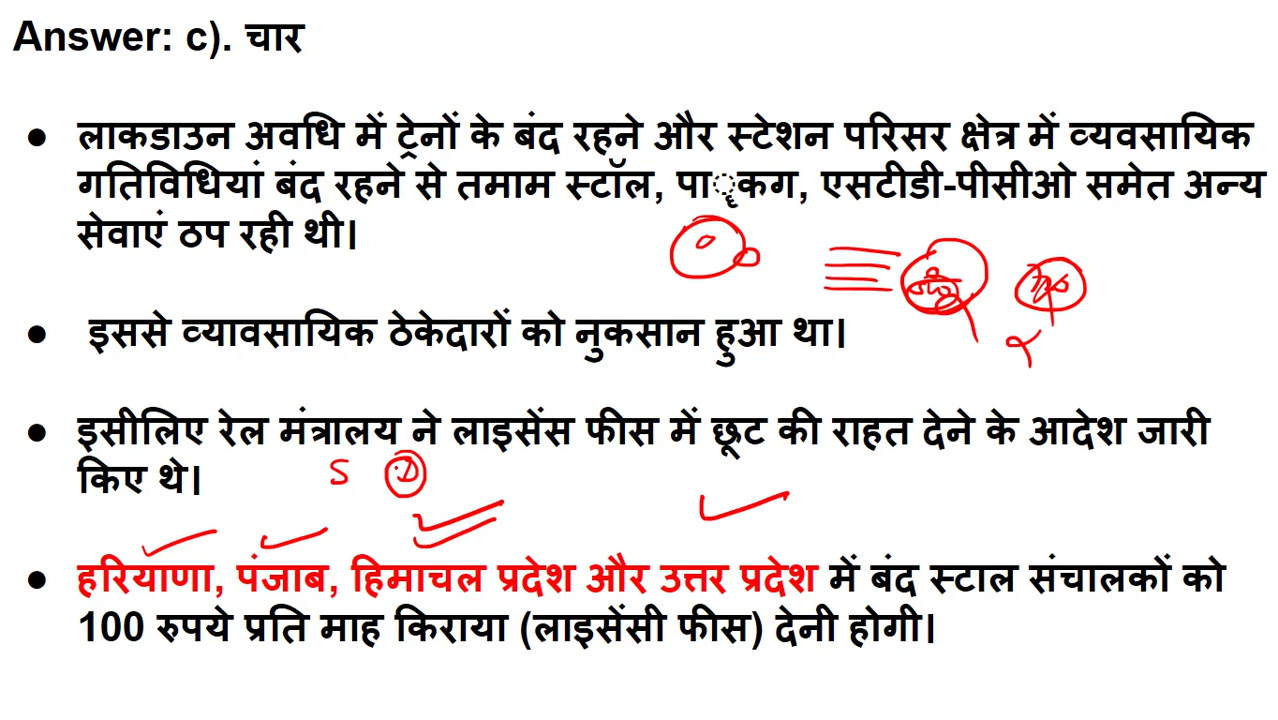 Answer: c). चार
● लाकडाउन अवधि में ट्रेनों के बंद रहने और स्टेशन परिसर क्षेत्र में व्यवसायिक
गतिविधियां बंद रहने से तमाम स्टॉल, पाृकग, एसटीडी-पीसीओ समेत अन्य
सेवाएं ठप रही थी।
● इससे व्यावसायिक ठेकेदारों को नुकसान हुआ था।
● इसीलिए रेल मंत्रालय ने लाइसेंस फीस में छूट की राहत देने के आदेश जारी
किए थे।
S D
● हरियाणा, पंजाब, हिमाचल प्रदेश और उत्तर प्रदेश में बंद स्टाल संचालकों को
100 रुपये प्रति माह किराया (लाइसेंसी फीस) देनी होगी।